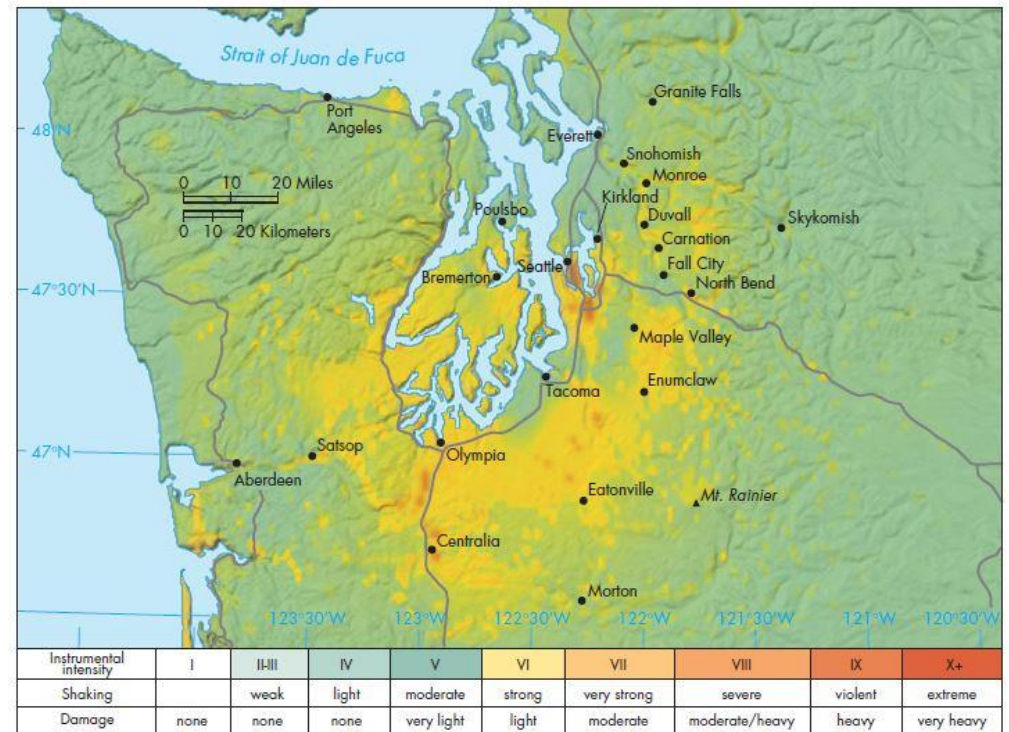 Strait of Juan de Fuca
Granite Falls
Port
Angeles
48°N
Everett
Snohomish
Monroe
0 10 20 Miles
Kirkland
Poulsbo
Duvall
Skykomish
0 10 20 Kilometers
Carnation
Seattle
Fall City
Bremerton
North Bend
47°30'N
Maple Valley
Tacoma
Enumclaw
Satsop
47°N
Olympia
Aberdeen
Eatonville
Mt. Rainier
Centralia
Morton
123°30'W 123°W 122°30'W 122°W 121°30'W 121°W 120°30'W
Instrumental intensity I II-III IV V VI VII VIII IX X+
Shaking weak light moderate strong very strong severe violent extreme
Damage none none none very light light moderate moderate/heavy heavy very heavy